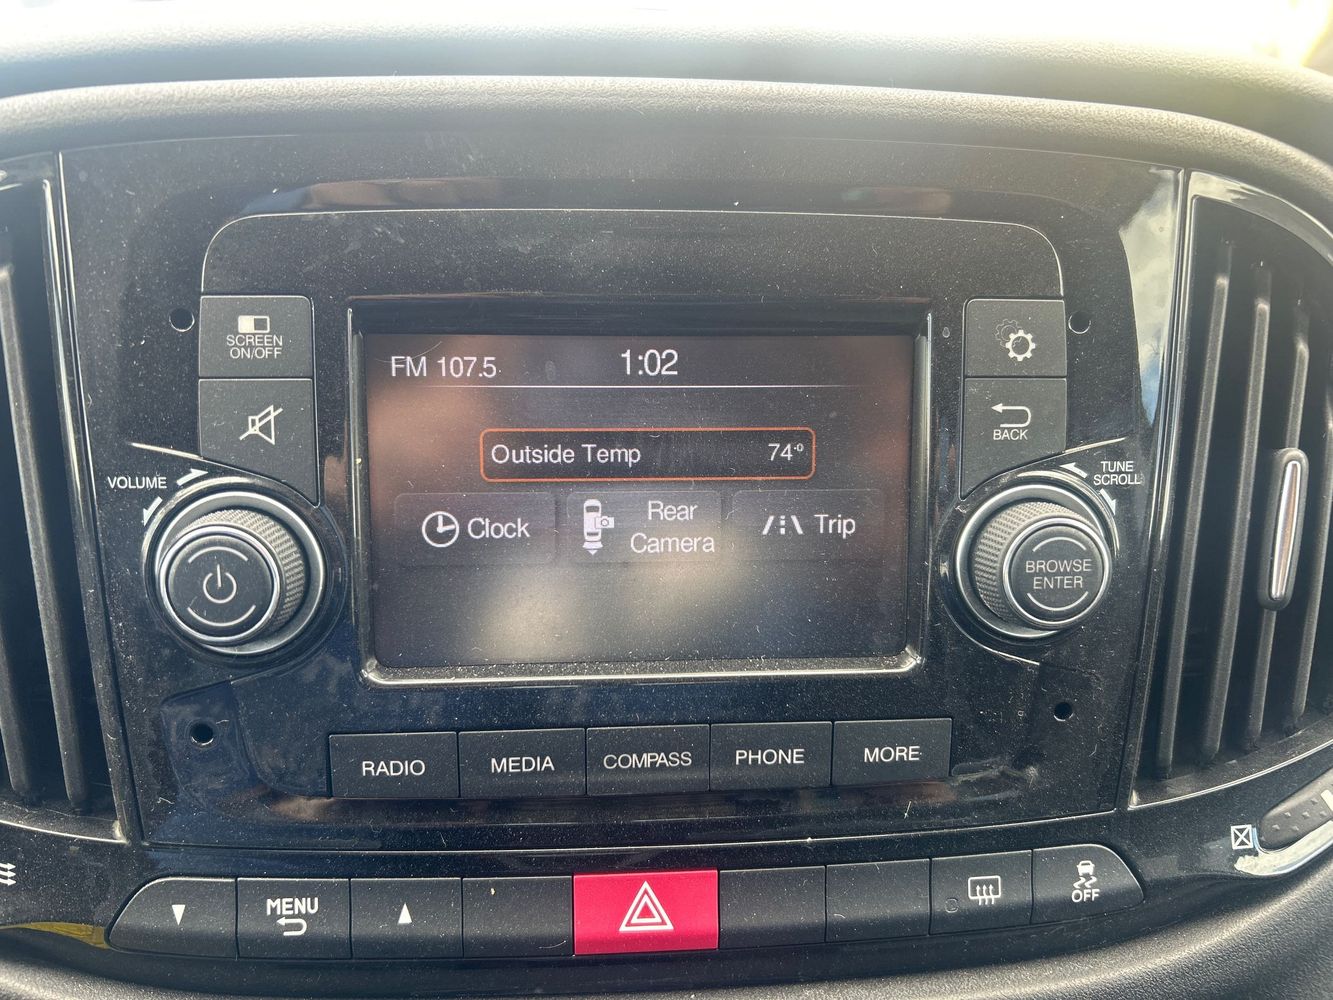 FM 107.5
1:02
SCREEN
ON/OFF
BACK
VOLUME
TUNE
SCROLL
Outside Temp 74°
Clock
Rear
Camera
Trip
BROWSE
ENTER
RADIO
MEDIA
COMPASS
PHONE
MORE
MENU
OFF